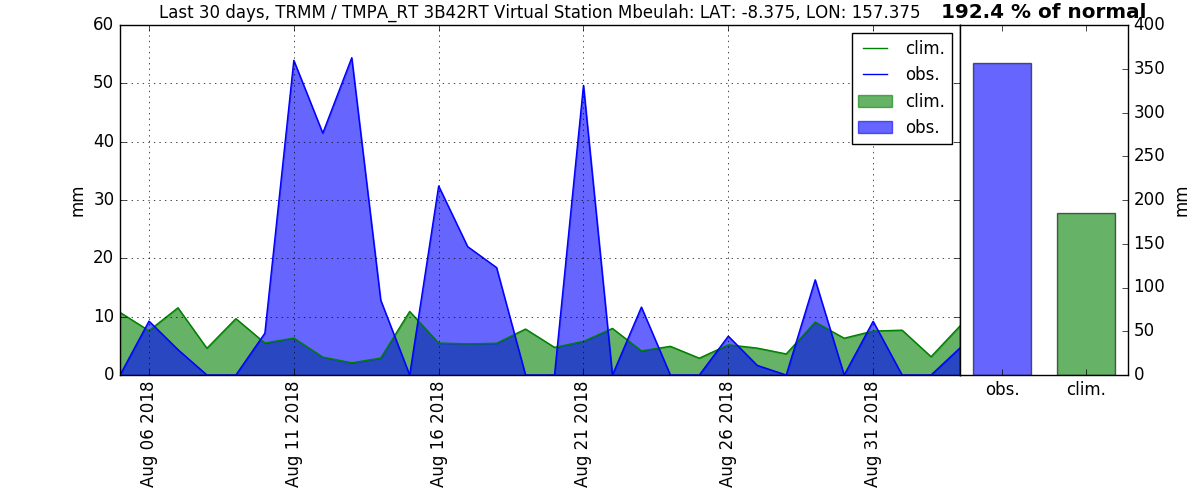 Last 30 days, TRMM / TMPA_RT 3B42RT Virtual Station Mbeulah: LAT: -8.375, LON: 157.375
192.4 % of normal
60
50
40
30
20
10
0
mm
clim.
obs.
clim.
obs.
Aug 06 2018
Aug 11 2018
Aug 16 2018
Aug 21 2018
Aug 26 2018
Aug 31 2018
400
350
300
250
200
150
100
50
0
mm
obs.
clim.